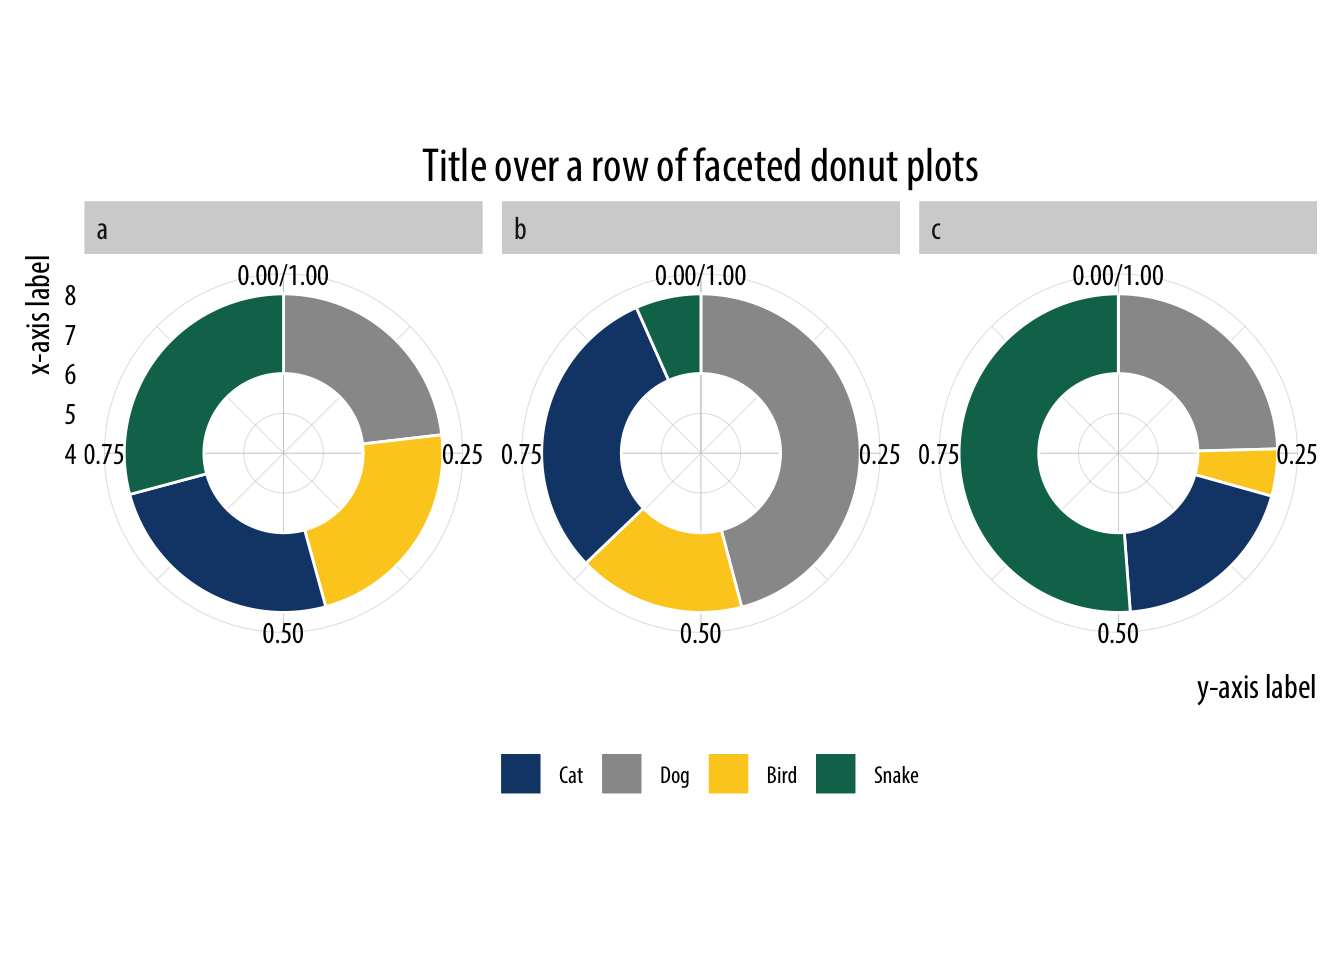 Title over a row of faceted donut plots
a
b
c
x-axis label
8
7
6
5
4
0.00/1.00
0.25
0.50
0.75
0.00/1.00
0.25
0.50
0.75
0.00/1.00
0.25
0.50
0.75
y-axis label
Cat
Dog
Bird
Snake